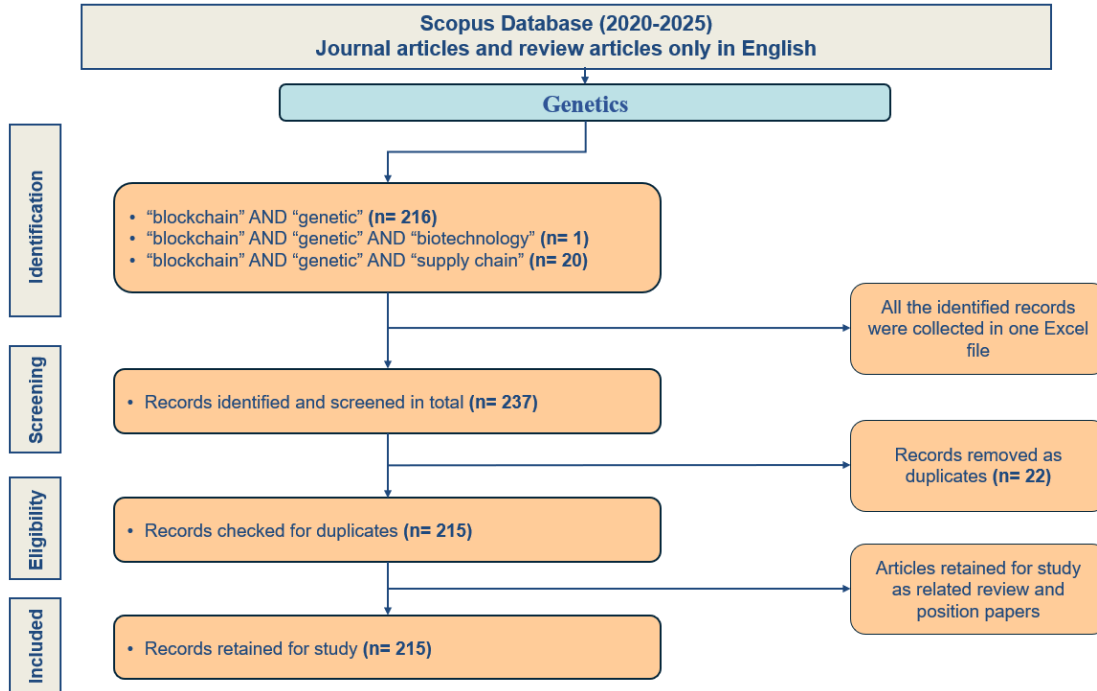 Scopus Database (2020-2025)
Journal articles and review articles only in English
Genetics
Identification
• “blockchain” AND “genetic” (n= 216)
• “blockchain” AND “genetic” AND “biotechnology” (n= 1)
• “blockchain” AND “genetic” AND “supply chain” (n= 20)
All the identified records
were collected in one Excel
file
Screening
• Records identified and screened in total (n= 237)
Records removed as
duplicates (n= 22)
Eligibility
• Records checked for duplicates (n= 215)
Articles retained for study
as related review and
position papers
Included
• Records retained for study (n= 215)